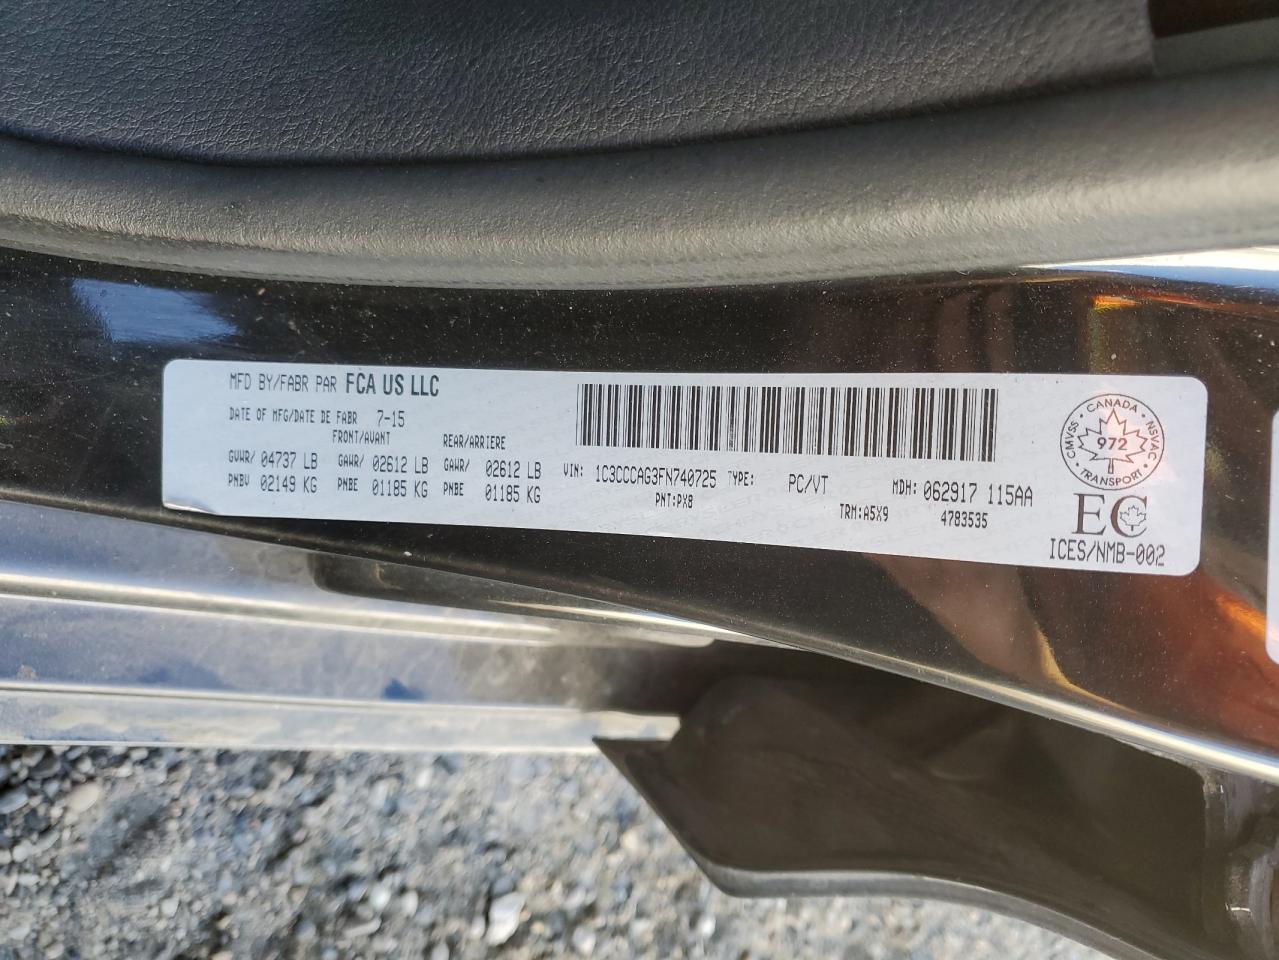 MFD BY/FABR PAR FCA US LLC
DATE OF MFG/DATE DE FABR 7-15
FRONT/AVANT REAR/ARRIERE
GVWR/ 04737 LB GAWR/ 02612 LB GAWR/ 02612 LB
PNBV 02149 KG PNBE 01185 KG PNBE 01185 KG
VIN: 1C3CCCAG3FN740725 TYPE: PC/VT MDH: 062917 115AA
PNT:PX8 TRM:A5X9 4783535
CMVSS · CANADA · NSVAC
972
TRANSPORT
EC
ICES/NMB-002